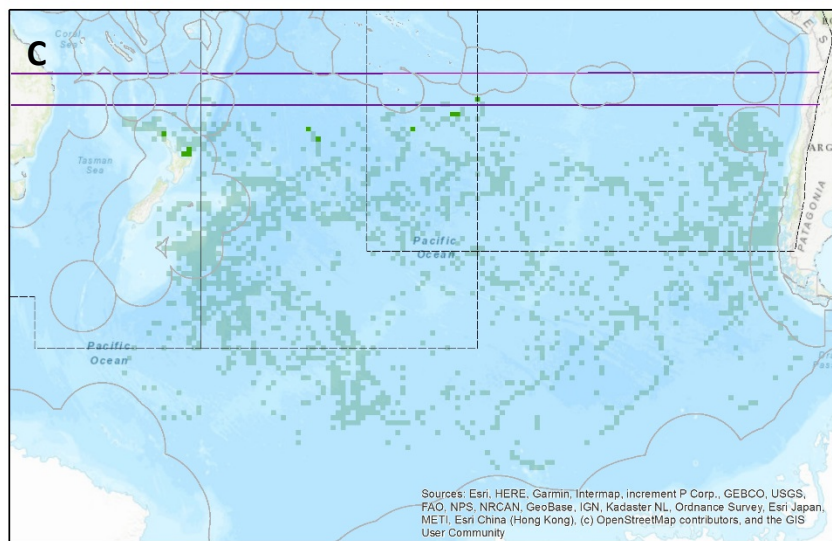 C
Coral
Sea
Tasman
Sea
Pacific
Ocean
Pacific
Ocean
PATAGONIA
ARG
DES
Sources: Esri, HERE, Garmin, Intermap, increment P Corp., GEBCO, USGS,
FAO, NPS, NRCAN, GeoBase, IGN, Kadaster NL, Ordnance Survey, Esri Japan,
METI, Esri China (Hong Kong), (c) OpenStreetMap contributors, and the GIS
User Community